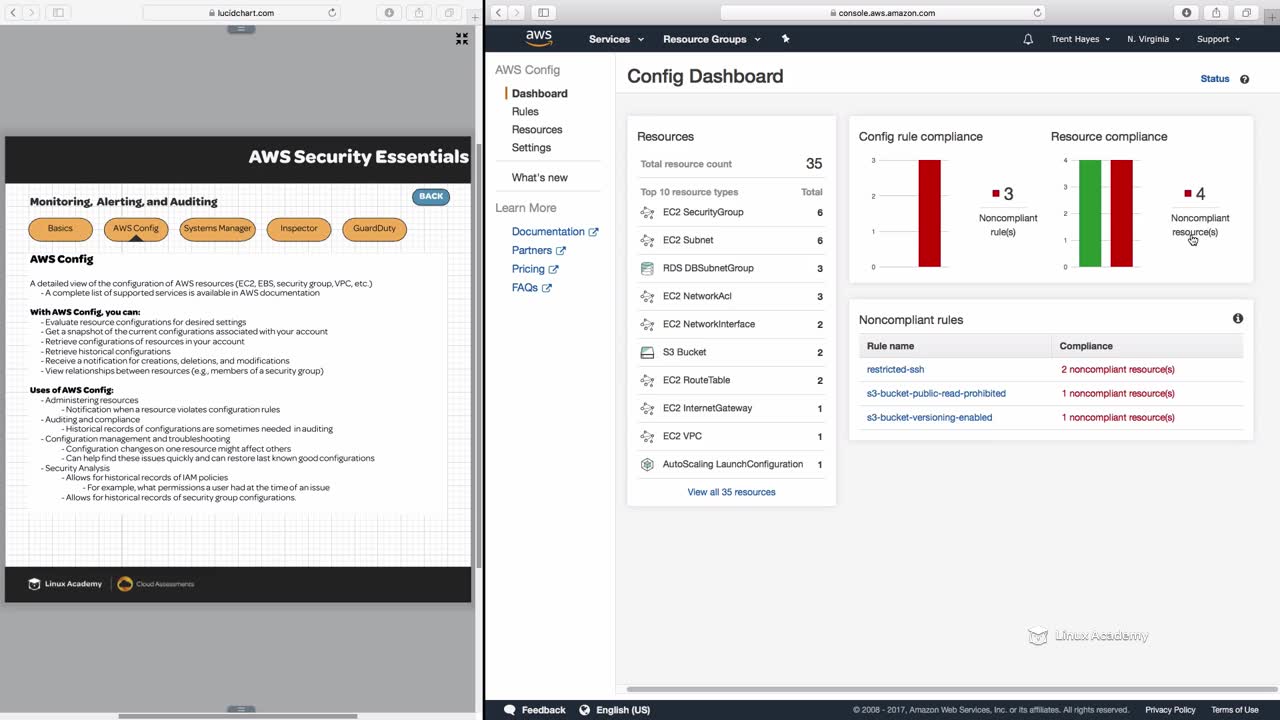 lucidchart.com
AWS Security Essentials
BACK
Monitoring, Alerting, and Auditing
Basics
AWS Config
Systems Manager
Inspector
GuardDuty
AWS Config
A detailed view of the configuration of AWS resources (EC2, EBS, security group, VPC, etc.)
- A complete list of supported services is available in AWS documentation
With AWS Config, you can:
- Evaluate resource configurations for desired settings
- Get a snapshot of the current configurations associated with your account
- Retrieve configurations of resources in your account
- Retrieve historical configurations
- Receive a notification for creations, deletions, and modifications
- View relationships between resources (e.g., members of a security group)
Uses of AWS Config:
- Administering resources
- Notification when a resource violates configuration rules
- Auditing and compliance
- Historical records of configurations are sometimes needed in auditing
- Configuration management and troubleshooting
- Configuration changes on one resource might affect others
- Can help find these issues quickly and can restore last known good configurations
- Security Analysis
- Allows for historical records of IAM policies
- For example, what permissions a user had at the time of an issue
- Allows for historical records of security group configurations.
Linux Academy
Cloud Assessments
console.aws.amazon.com
aws
Services
Resource Groups
Trent Hayes
N. Virginia
Support
AWS Config
Dashboard
Rules
Resources
Settings
What's new
Learn More
Documentation
Partners
Pricing
FAQs
Config Dashboard
Status
Resources
Total resource count 35
Top 10 resource types Total
EC2 SecurityGroup 6
EC2 Subnet 6
RDS DBSubnetGroup 3
EC2 NetworkAcl 3
EC2 NetworkInterface 2
S3 Bucket 2
EC2 RouteTable 2
EC2 InternetGateway 1
EC2 VPC 1
AutoScaling LaunchConfiguration 1
View all 35 resources
Config rule compliance
3
2
1
0
3
Noncompliant
rule(s)
Resource compliance
4
3
2
1
0
4
Noncompliant
resource(s)
Noncompliant rules
Rule name Compliance
restricted-ssh 2 noncompliant resource(s)
s3-bucket-public-read-prohibited 1 noncompliant resource(s)
s3-bucket-versioning-enabled 1 noncompliant resource(s)
Linux Academy
Feedback
English (US)
© 2008 - 2017, Amazon Web Services, Inc. or its affiliates. All rights reserved.
Privacy Policy
Terms of Use